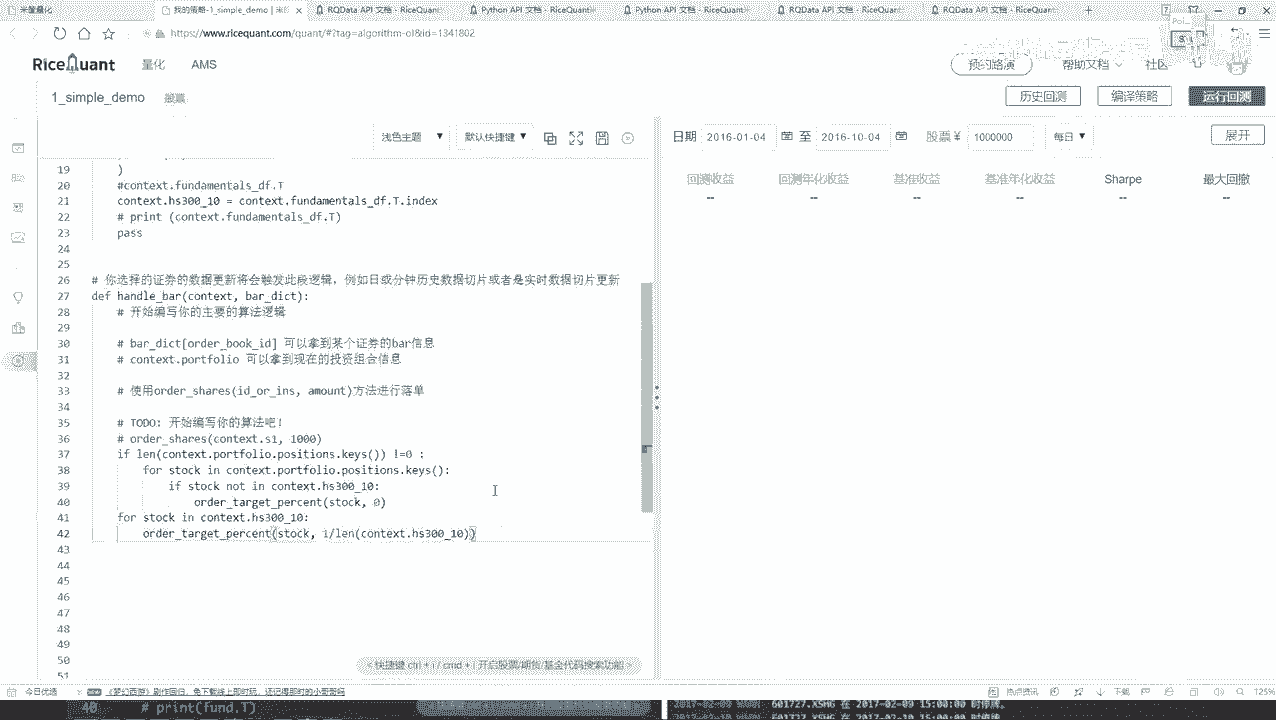 米筐量化
我的策略-1_simple_demo | 米筐
RQData API 文档 - RiceQuant
Python API 文档 - RiceQuant
Python API 文档 - RiceQuant
RQData API 文档 - RiceQuant
RQData API 文档 - RiceQuant
https://www.ricequant.com/quant/#?tag=algorithm-ol&id=1341802
RiceQuant 量化 AMS 预约路演 帮助文档 社区
1_simple_demo 股票 历史回测 编译策略 运行回测
浅色主题 默认快捷键
日期 2016-01-04 至 2016-10-04 股票 ¥ 1000000 每日 展开
回测收益 回测年化收益 基准收益 基准年化收益 Sharpe 最大回撤
-- -- -- -- -- --
19 )
20 #context.fundamentals_df.T
21 context.hs300_10 = context.fundamentals_df.T.index
22 # print (context.fundamentals_df.T)
23 pass
24
25
26 # 你选择的证券的数据更新将会触发此段逻辑，例如日或分钟历史数据切片或者是实时数据切片更新
27 def handle_bar(context, bar_dict):
28 # 开始编写你的主要的算法逻辑
29
30 # bar_dict[order_book_id] 可以拿到某个证券的bar信息
31 # context.portfolio 可以拿到现在的投资组合信息
32
33 # 使用order_shares(id_or_ins, amount)方法进行落单
34
35 # TODO: 开始编写你的算法吧！
36 # order_shares(context.s1, 1000)
37 if len(context.portfolio.positions.keys()) !=0 :
38 for stock in context.portfolio.positions.keys():
39 if stock not in context.hs300_10:
40 order_target_percent(stock, 0)
41 for stock in context.hs300_10:
42 order_target_percent(stock, 1/len(context.hs300_10))
43
44
45
46
47
48
49
50
51
快捷键 ctrl + i / cmd + i 开启股票/期货/基金代码搜索功能
今日优选
热点资讯 下载 125%
40 # print(fund.T)
601727.XSHG 在 2017-02-09 15:00:00 时停牌。